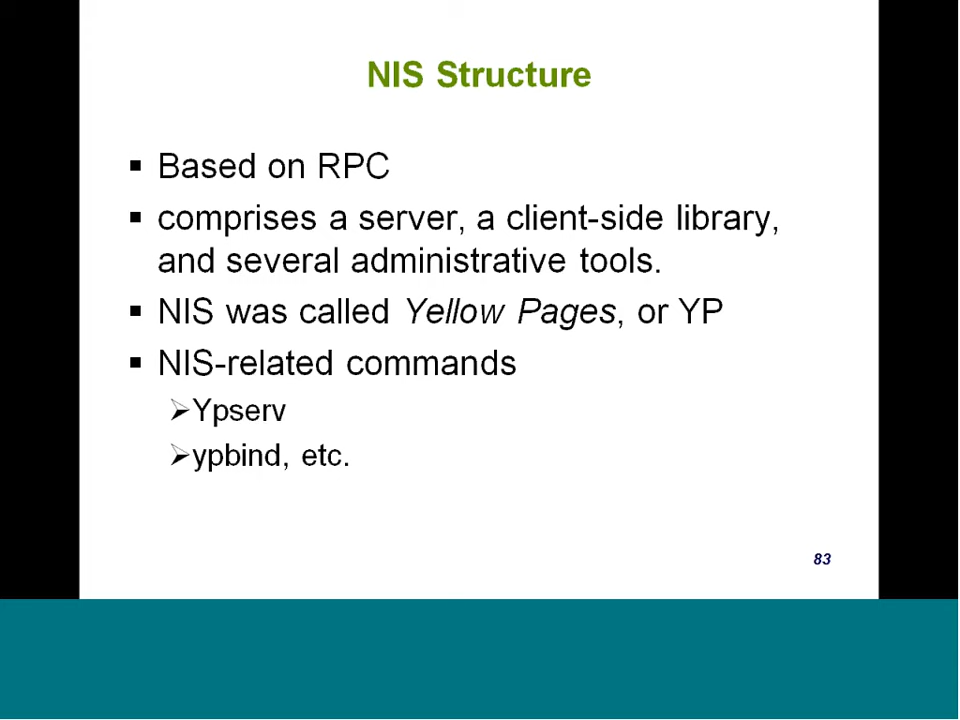 NIS Structure
▪ Based on RPC
▪ comprises a server, a client-side library,
and several administrative tools.
▪ NIS was called Yellow Pages, or YP
▪ NIS-related commands
➢Ypserv
➢ypbind, etc.
83